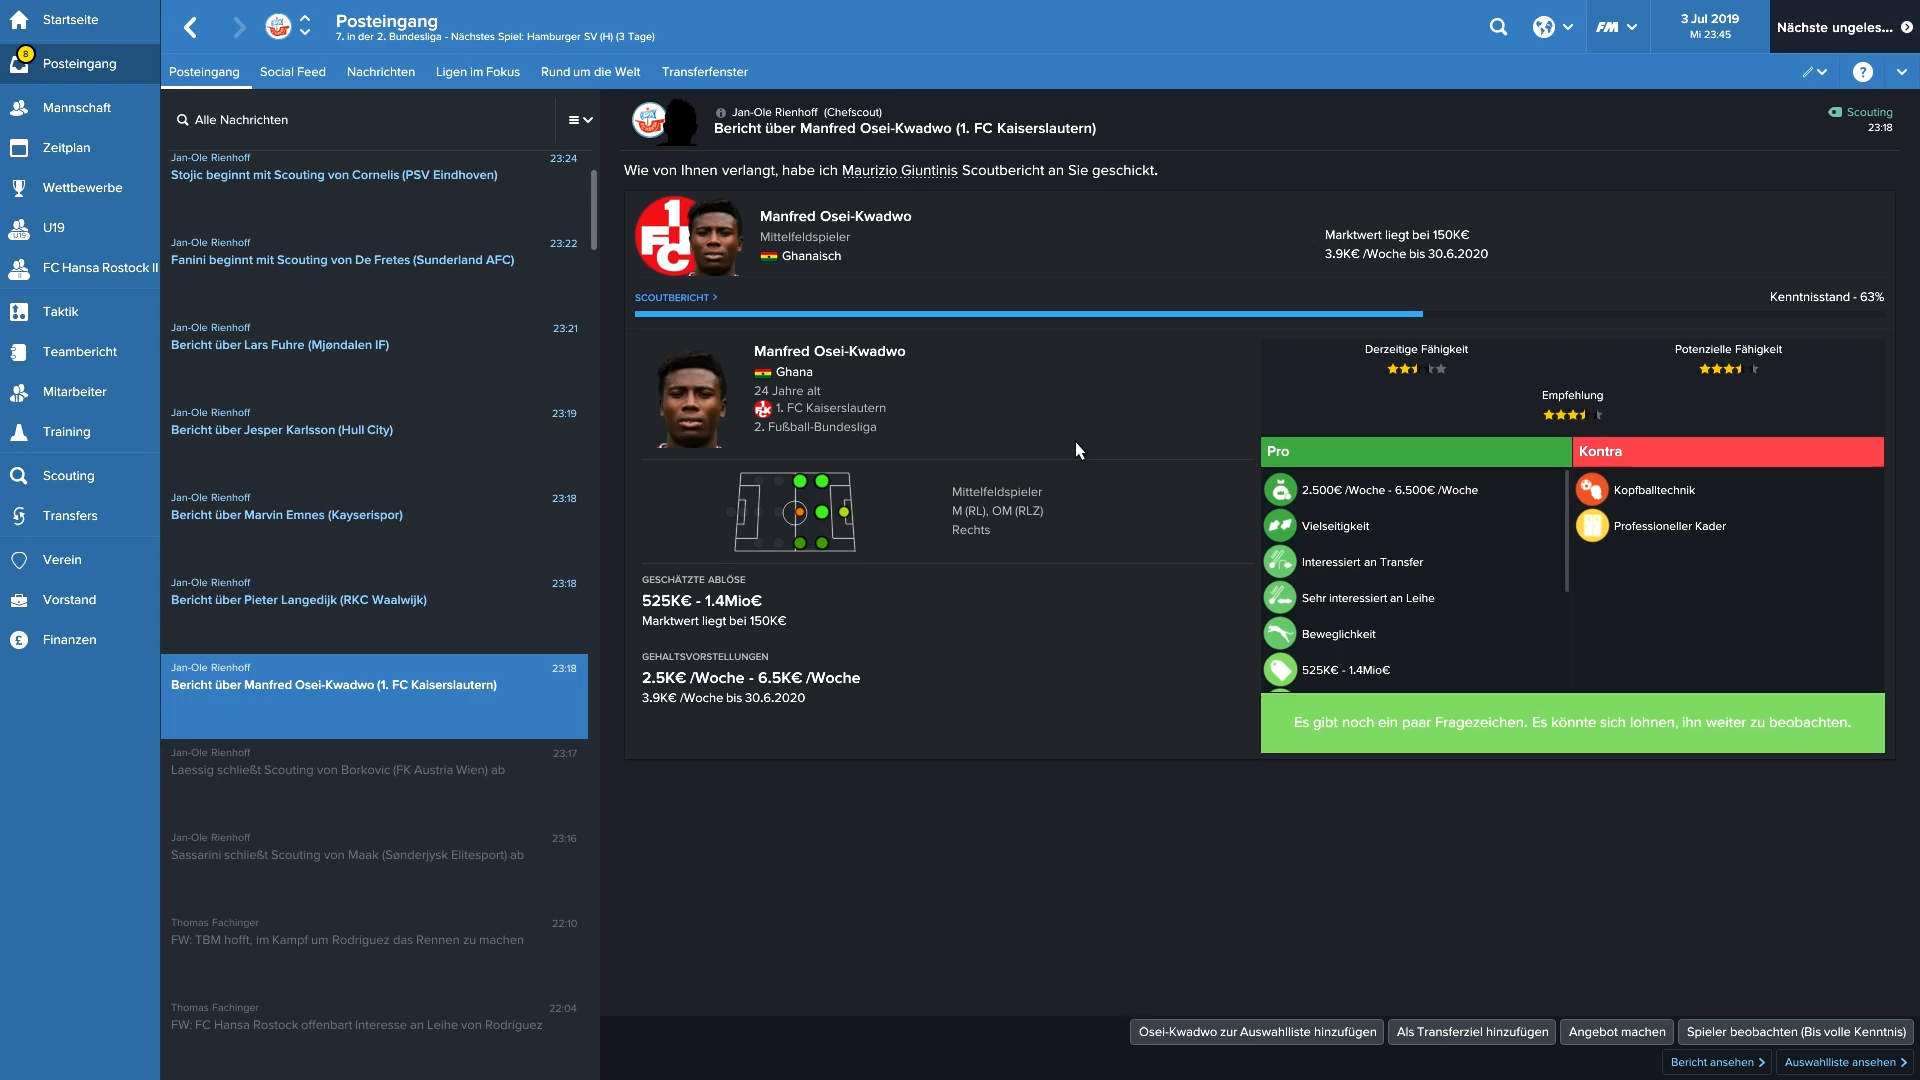 Startseite
8
Posteingang
Mannschaft
Zeitplan
Wettbewerbe
U19
U19
FC Hansa Rostock II
II
Taktik
Teambericht
Mitarbeiter
Training
Scouting
Transfers
Verein
Vorstand
£
Finanzen
Posteingang
7. in der 2. Bundesliga - Nächstes Spiel: Hamburger SV (H) (3 Tage)
FM
3 Jul 2019
Mi 23:45
Nächste ungeles...
Posteingang
Social Feed
Nachrichten
Ligen im Fokus
Rund um die Welt
Transferfenster
?
Alle Nachrichten
Jan-Ole Rienhoff 23:24
Stojic beginnt mit Scouting von Cornelis (PSV Eindhoven)
Jan-Ole Rienhoff 23:22
Fanini beginnt mit Scouting von De Fretes (Sunderland AFC)
Jan-Ole Rienhoff 23:21
Bericht über Lars Fuhre (Mjøndalen IF)
Jan-Ole Rienhoff 23:19
Bericht über Jesper Karlsson (Hull City)
Jan-Ole Rienhoff 23:18
Bericht über Marvin Emnes (Kayserispor)
Jan-Ole Rienhoff 23:18
Bericht über Pieter Langedijk (RKC Waalwijk)
Jan-Ole Rienhoff 23:18
Bericht über Manfred Osei-Kwadwo (1. FC Kaiserslautern)
Jan-Ole Rienhoff 23:17
Laessig schließt Scouting von Borkovic (FK Austria Wien) ab
Jan-Ole Rienhoff 23:16
Sassarini schließt Scouting von Maak (Sønderjysk Elitesport) ab
Thomas Fachinger 22:10
FW: TBM hofft, im Kampf um Rodríguez das Rennen zu machen
Thomas Fachinger 22:04
FW: FC Hansa Rostock offenbart Interesse an Leihe von Rodríguez
Jan-Ole Rienhoff (Chefscout)
Bericht über Manfred Osei-Kwadwo (1. FC Kaiserslautern)
Scouting
23:18
Wie von Ihnen verlangt, habe ich Maurizio Giuntinis Scoutbericht an Sie geschickt.
1
FC
Manfred Osei-Kwadwo
Mittelfeldspieler
Ghanaisch
Marktwert liegt bei 150K€
3.9K€ /Woche bis 30.6.2020
SCOUTBERICHT >
Kenntnisstand - 63%
Manfred Osei-Kwadwo
Ghana
24 Jahre alt
1. FC Kaiserslautern
2. Fußball-Bundesliga
Mittelfeldspieler
M (RL), OM (RLZ)
Rechts
GESCHÄTZTE ABLÖSE
525K€ - 1.4Mio€
Marktwert liegt bei 150K€
GEHALTSVORSTELLUNGEN
2.5K€ /Woche - 6.5K€ /Woche
3.9K€ /Woche bis 30.6.2020
Derzeitige Fähigkeit
Potenzielle Fähigkeit
Empfehlung
Pro
Kontra
2.500€ /Woche - 6.500€ /Woche
Vielseitigkeit
Interessiert an Transfer
Sehr interessiert an Leihe
Beweglichkeit
525K€ - 1.4Mio€
Kopfballtechnik
Professioneller Kader
Es gibt noch ein paar Fragezeichen. Es könnte sich lohnen, ihn weiter zu beobachten.
Osei-Kwadwo zur Auswahlliste hinzufügen
Als Transferziel hinzufügen
Angebot machen
Spieler beobachten (Bis volle Kenntnis)
Bericht ansehen >
Auswahlliste ansehen >